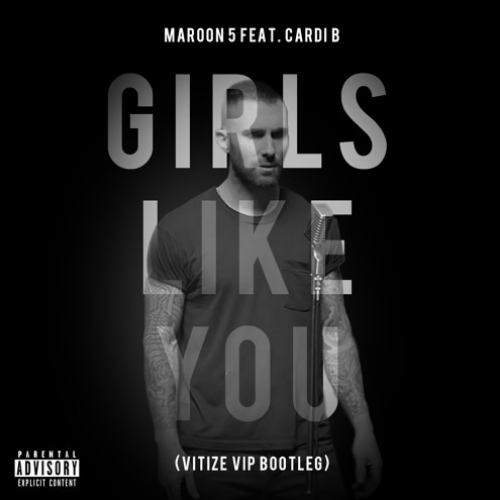 MAROON 5 FEAT. CARDI B
GIRLS
LIKE
YOU
(VITIZE VIP BOOTLEG)
PARENTAL
ADVISORY
EXPLICIT CONTENT